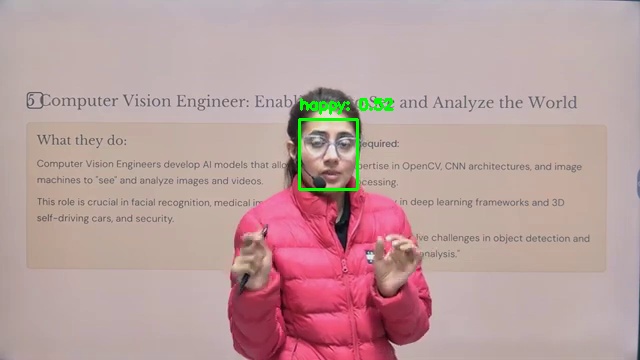 happy: 0.52
5 Computer Vision Engineer: Enab and Analyze the World
What they do:
Computer Vision Engineers develop AI models that allo
machines to "see" and analyze images and videos.
This role is crucial in facial recognition, medical im
self-driving cars, and security.
equired:
pertise in OpenCV, CNN architectures, and image
cessing.
y in deep learning frameworks and 3D
lve challenges in object detection and
analysis."